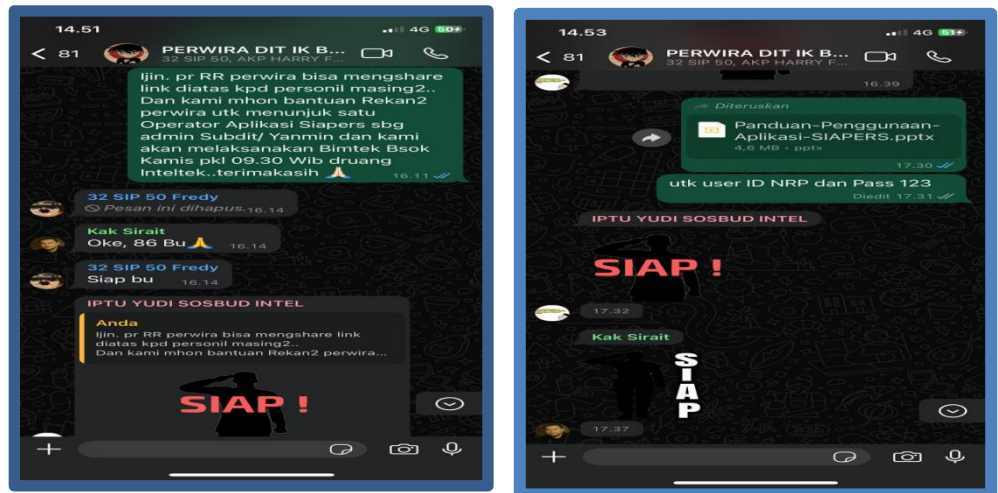 14.51
4G 50
81
PERWIRA DIT IK B...
32 SIP 50, AKP HARRY F...
Ijin. pr RR perwira bisa mengshare
link diatas kpd personil masing2..
Dan kami mhon bantuan Rekan2
perwira utk menunjuk satu
Operator Aplikasi Siapers sbg
admin Subdit/ Yanmin dan kami
akan melaksanakan Bimtek Bsok
Kamis pkl 09.30 Wib druang
Inteltek..terimakasih 🙏🏻
16.11
32 SIP 50 Fredy
Pesan ini dihapus.
16.14
Kak Sirait
Oke, 86 Bu🙏
16.14
32 SIP 50 Fredy
Siap bu
16.14
IPTU YUDI SOSBUD INTEL
Anda
Ijin. pr RR perwira bisa mengshare link
diatas kpd personil masing2..
Dan kami mhon bantuan Rekan2 perwira...
SIAP !
14.53
4G 51
81
PERWIRA DIT IK B...
32 SIP 50, AKP HARRY F...
16.39
Diteruskan
Panduan-Penggunaan-
Aplikasi-SIAPERS.pptx
4,6 MB • pptx
17.30
utk user ID NRP dan Pass 123
Diedit 17.31
IPTU YUDI SOSBUD INTEL
SIAP !
17.32
Kak Sirait
SIAP
17.37